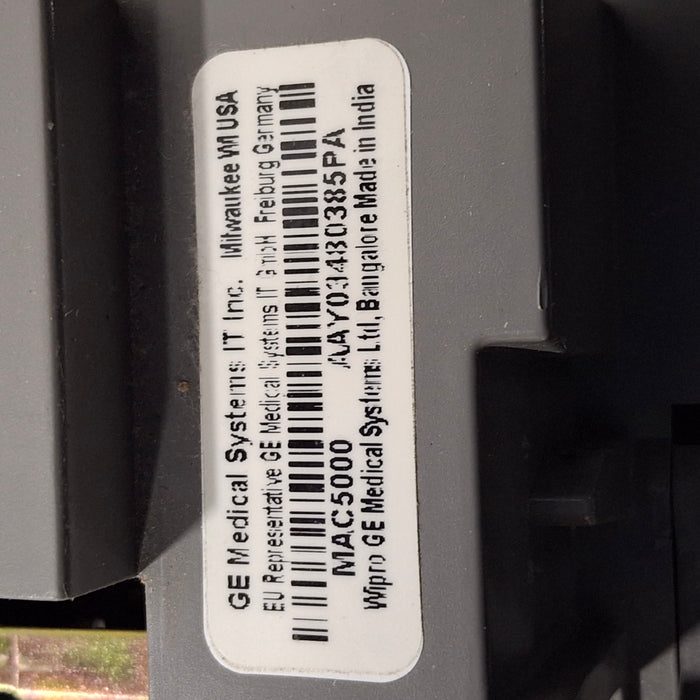 GE Medical Systems IT Inc. Milwaukee WI USA
EU Representative GE Medical Systems IT GmbH Freiburg Germany
MAC5000 AAY03480385PA
Wipro GE Medical Systems Ltd, Bangalore Made in India